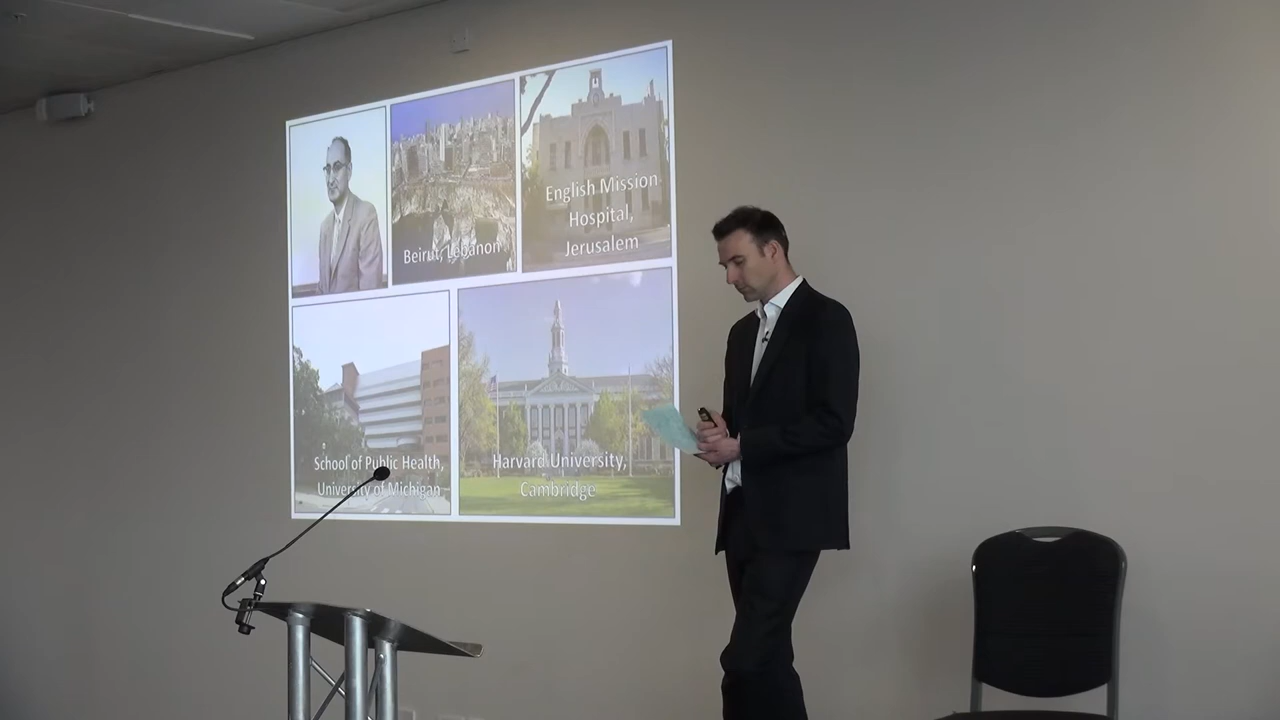 Beirut, Lebanon
English Mission
Hospital,
Jerusalem
School of Public Health,
University of Michigan
Harvard University,
Cambridge